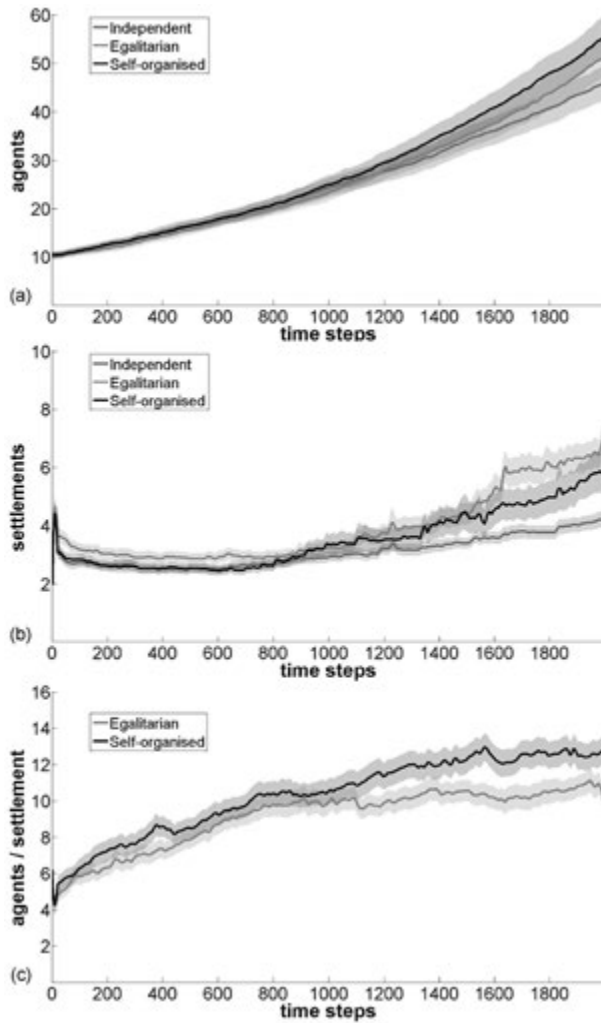 60
50
40
30
20
10
agents
Independent
Egalitarian
Self-organised
(a)
200 400 600 800 1000 1200 1400 1600 1800
time steps
10
8
6
4
2
settlements
Independent
Egalitarian
Self-organised
(b)
0 200 400 600 800 1000 1200 1400 1600 1800
time steps
16
14
12
10
8
6
4
2
agents / settlement
Egalitarian
Self-organised
(c)
0 200 400 600 800 1000 1200 1400 1600 1800
time steps